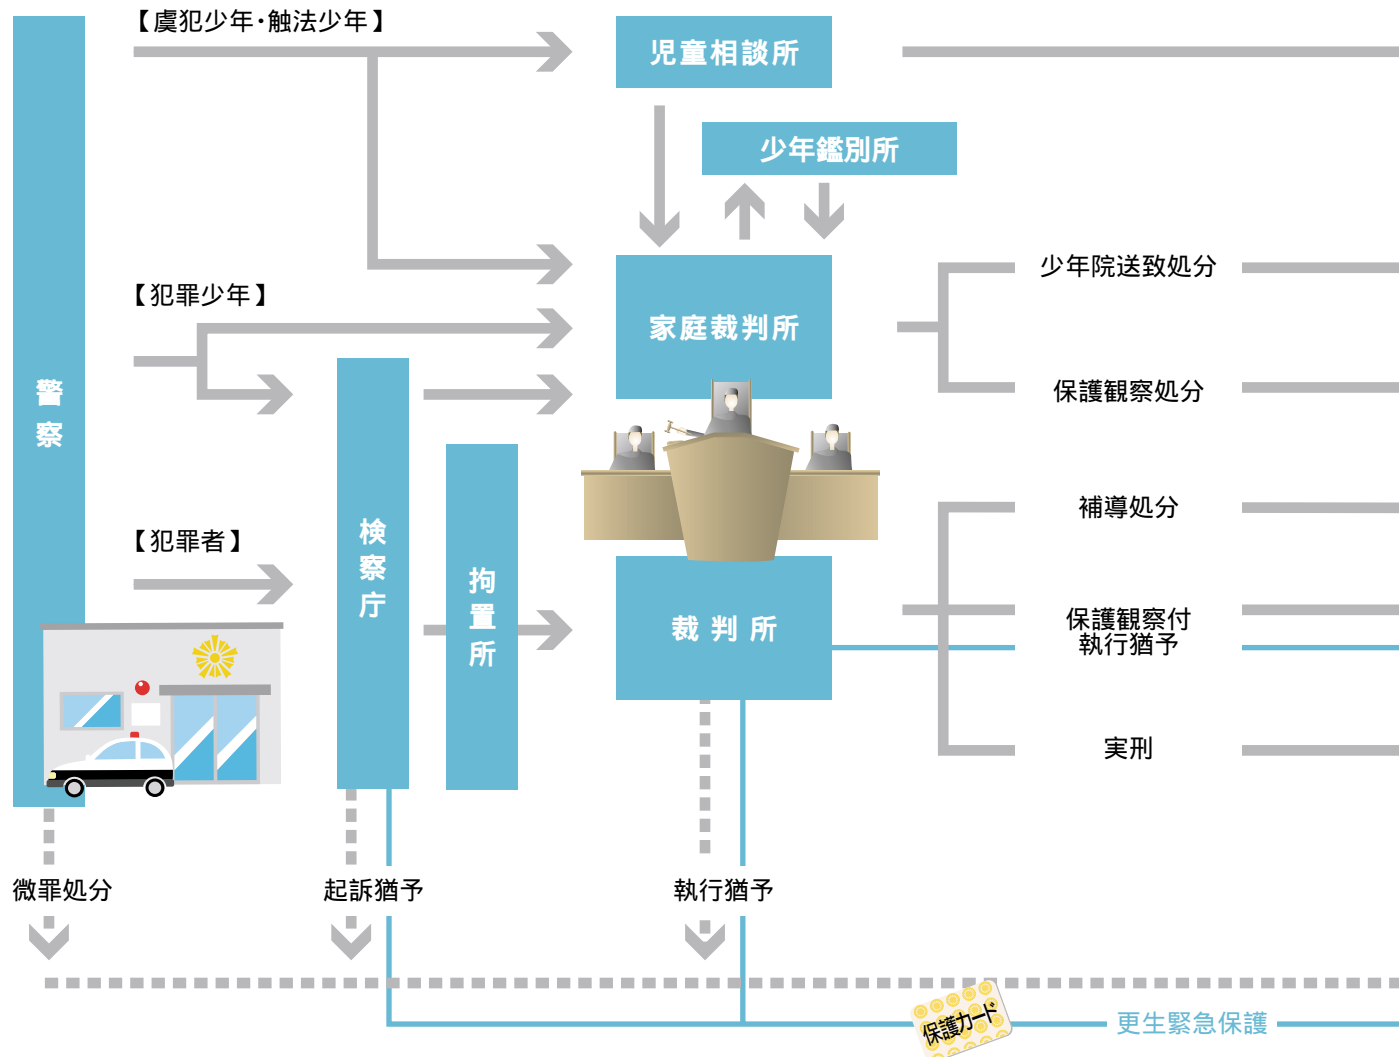 【虞犯少年・触法少年】
児童相談所
少年鑑別所
【犯罪少年】
家庭裁判所
少年院送致処分
保護観察処分
警察
検察庁
拘置所
【犯罪者】
裁判所
補導処分
保護観察付
執行猶予
実刑
微罪処分
起訴猶予
執行猶予
保護カード
更生緊急保護